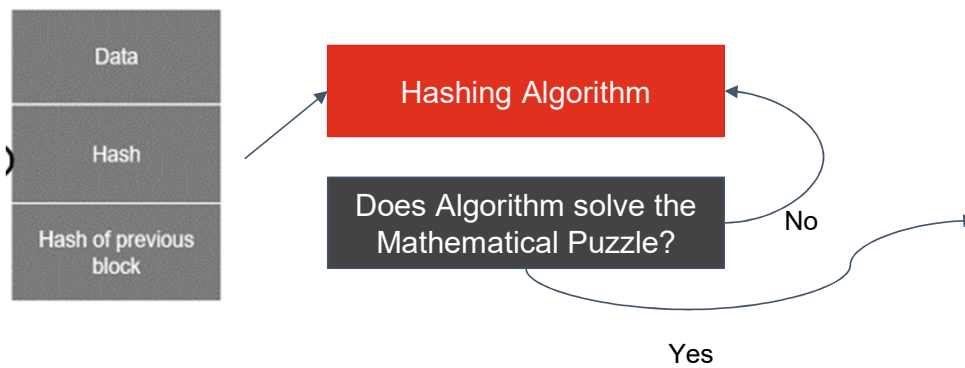 Data
Hash
Hash of previous
block
Hashing Algorithm
Does Algorithm solve the
Mathematical Puzzle?
No
Yes